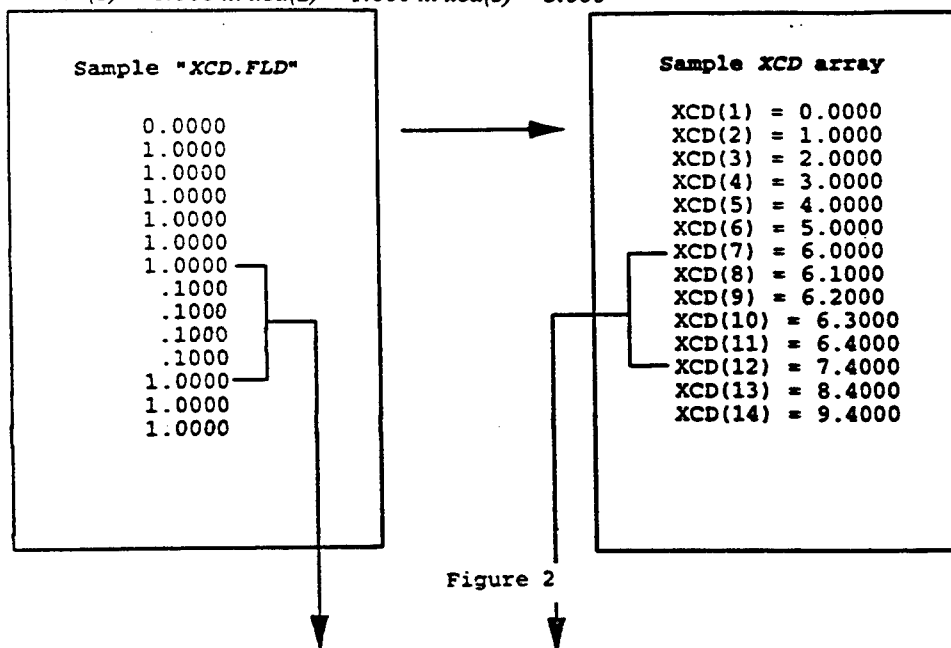 Sample "XCD.FLD"
0.0000
1.0000
1.0000
1.0000
1.0000
1.0000
1.0000
.1000
.1000
.1000
.1000
1.0000
1.0000
1.0000
Sample XCD array
XCD(1) = 0.0000
XCD(2) = 1.0000
XCD(3) = 2.0000
XCD(4) = 3.0000
XCD(5) = 4.0000
XCD(6) = 5.0000
XCD(7) = 6.0000
XCD(8) = 6.1000
XCD(9) = 6.2000
XCD(10) = 6.3000
XCD(11) = 6.4000
XCD(12) = 7.4000
XCD(13) = 8.4000
XCD(14) = 9.4000
Figure 2